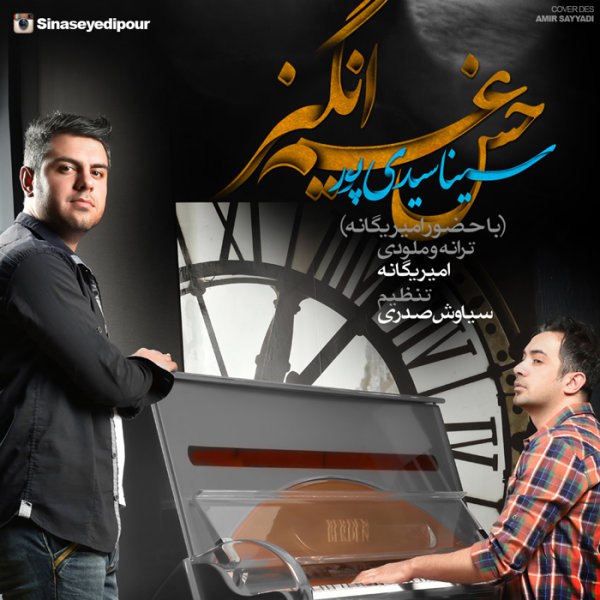 Sinaseyedipour
COVER DES
AMIR SAYYADI
حس غم انگیز
سینا سیدی پور
(با حضور امیر یگانه)
ترانه و ملودی
امیر یگانه
تنظیم
سیاوش صدری